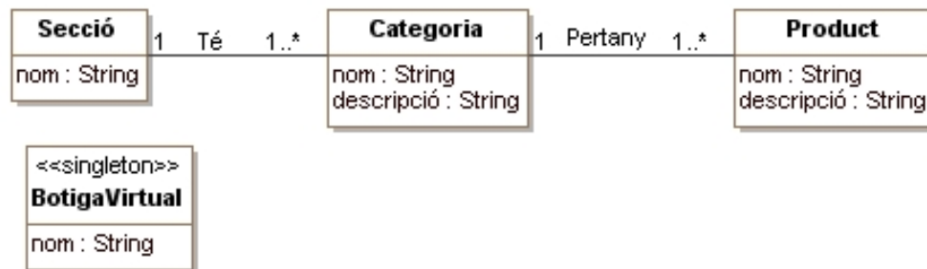 Secció
nom : String
1 Té 1..*
Categoria
nom : String
descripció : String
1 Pertany 1..*
Product
nom : String
descripció : String
<<singleton>>
BotigaVirtual
nom : String